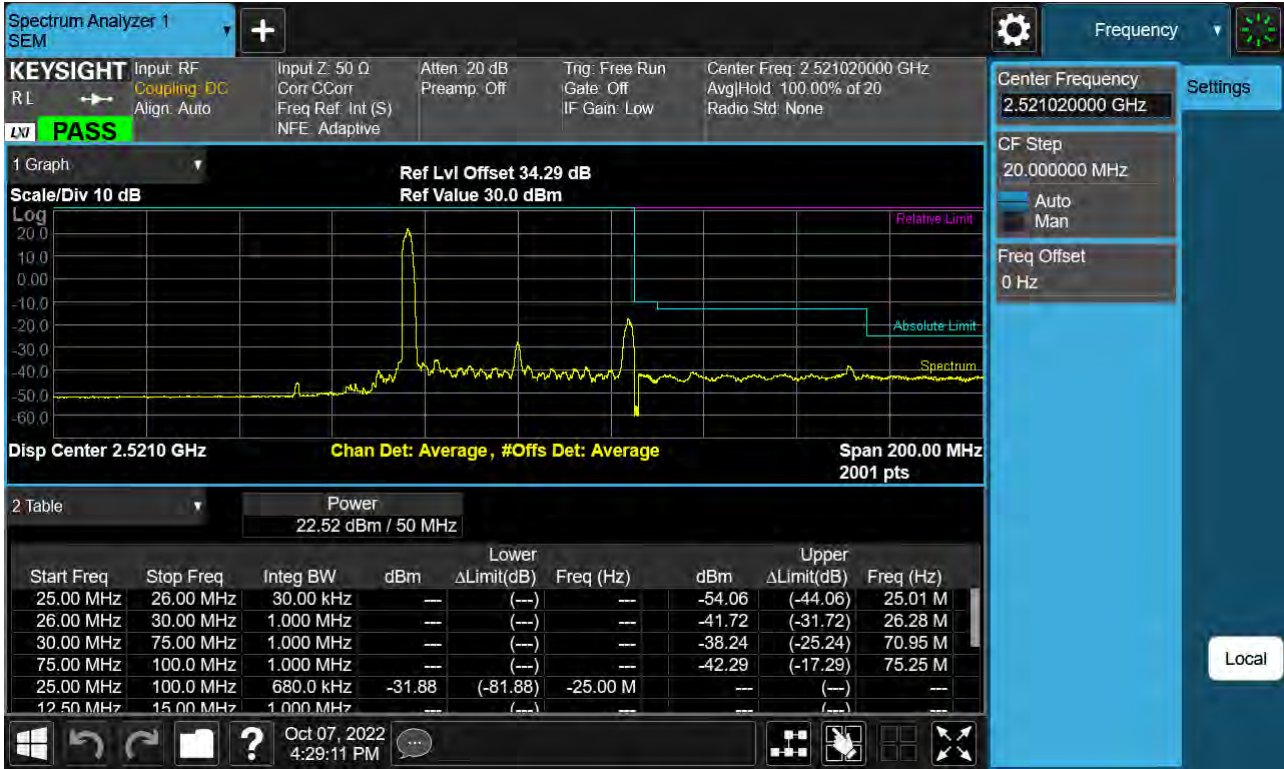 Spectrum Analyzer 1
SEM
Frequency
KEYSIGHT
R L
LXI
PASS
Input: RF
Coupling: DC
Align: Auto
Input Z: 50 Ω
Corr CCorr
Freq Ref: Int (S)
NFE: Adaptive
Atten: 20 dB
Preamp: Off
Trig: Free Run
Gate: Off
IF Gain: Low
Center Freq: 2.521020000 GHz
Avg|Hold: 100.00% of 20
Radio Std: None
Center Frequency
2.521020000 GHz
Settings
CF Step
20.000000 MHz
Auto
Man
Freq Offset
0 Hz
Local
1 Graph
Scale/Div 10 dB
Ref Lvl Offset 34.29 dB
Ref Value 30.0 dBm
Log
20.0
10.0
0.00
-10.0
-20.0
-30.0
-40.0
-50.0
-60.0
Relative Limit
Absolute Limit
Spectrum
Disp Center 2.5210 GHz
Chan Det: Average, #Offs Det: Average
Span 200.00 MHz
2001 pts
2 Table
Power
22.52 dBm / 50 MHz
Lower Upper
Start Freq Stop Freq Integ BW dBm ΔLimit(dB) Freq (Hz) dBm ΔLimit(dB) Freq (Hz)
25.00 MHz 26.00 MHz 30.00 kHz --- (---) --- -54.06 (-44.06) 25.01 M
26.00 MHz 30.00 MHz 1.000 MHz --- (---) --- -41.72 (-31.72) 26.28 M
30.00 MHz 75.00 MHz 1.000 MHz --- (---) --- -38.24 (-25.24) 70.95 M
75.00 MHz 100.0 MHz 1.000 MHz --- (---) --- -42.29 (-17.29) 75.25 M
25.00 MHz 100.0 MHz 680.0 kHz -31.88 (-81.88) -25.00 M --- (---) ---
12.50 MHz 15.00 MHz 1.000 MHz --- (---) --- --- (---) ---
?
Oct 07, 2022
4:29:11 PM